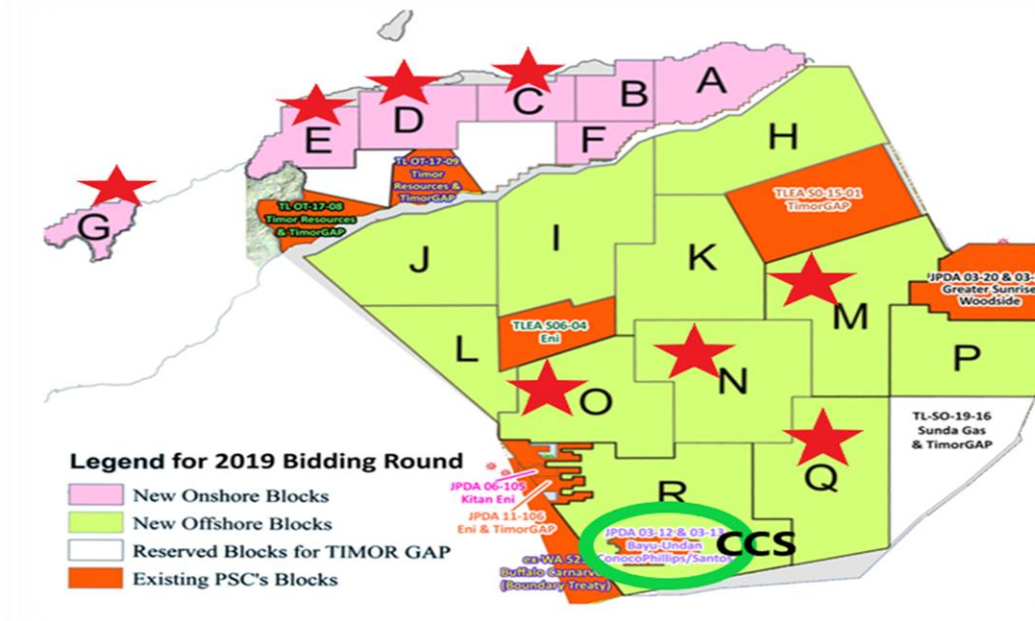 A
B
C
D
E
F
G
H
TL-OT-17-09
Timor
Resources &
TimorGAP
TL-OT-17-08
Timor Resources
& TimorGAP
TLEA SO-15-01
TimorGAP
I
J
K
JPDA 03-20 & 03-
Greater Sunrise
Woodside
M
TLEA S06-04
Eni
L
P
N
O
TL-SO-19-16
Sunda Gas
& TimorGAP
Q
R
Legend for 2019 Bidding Round
New Onshore Blocks
New Offshore Blocks
Reserved Blocks for TIMOR GAP
Existing PSC's Blocks
JPDA 06-105
Kitan Eni
JPDA 11-106
Eni & TimorGAP
JPDA 03-12 & 03-13
Bayu-Undan
ConocoPhillips/Santos
CCS
ex-WA 52
Buffalo Carnarvon
(Boundary Treaty)